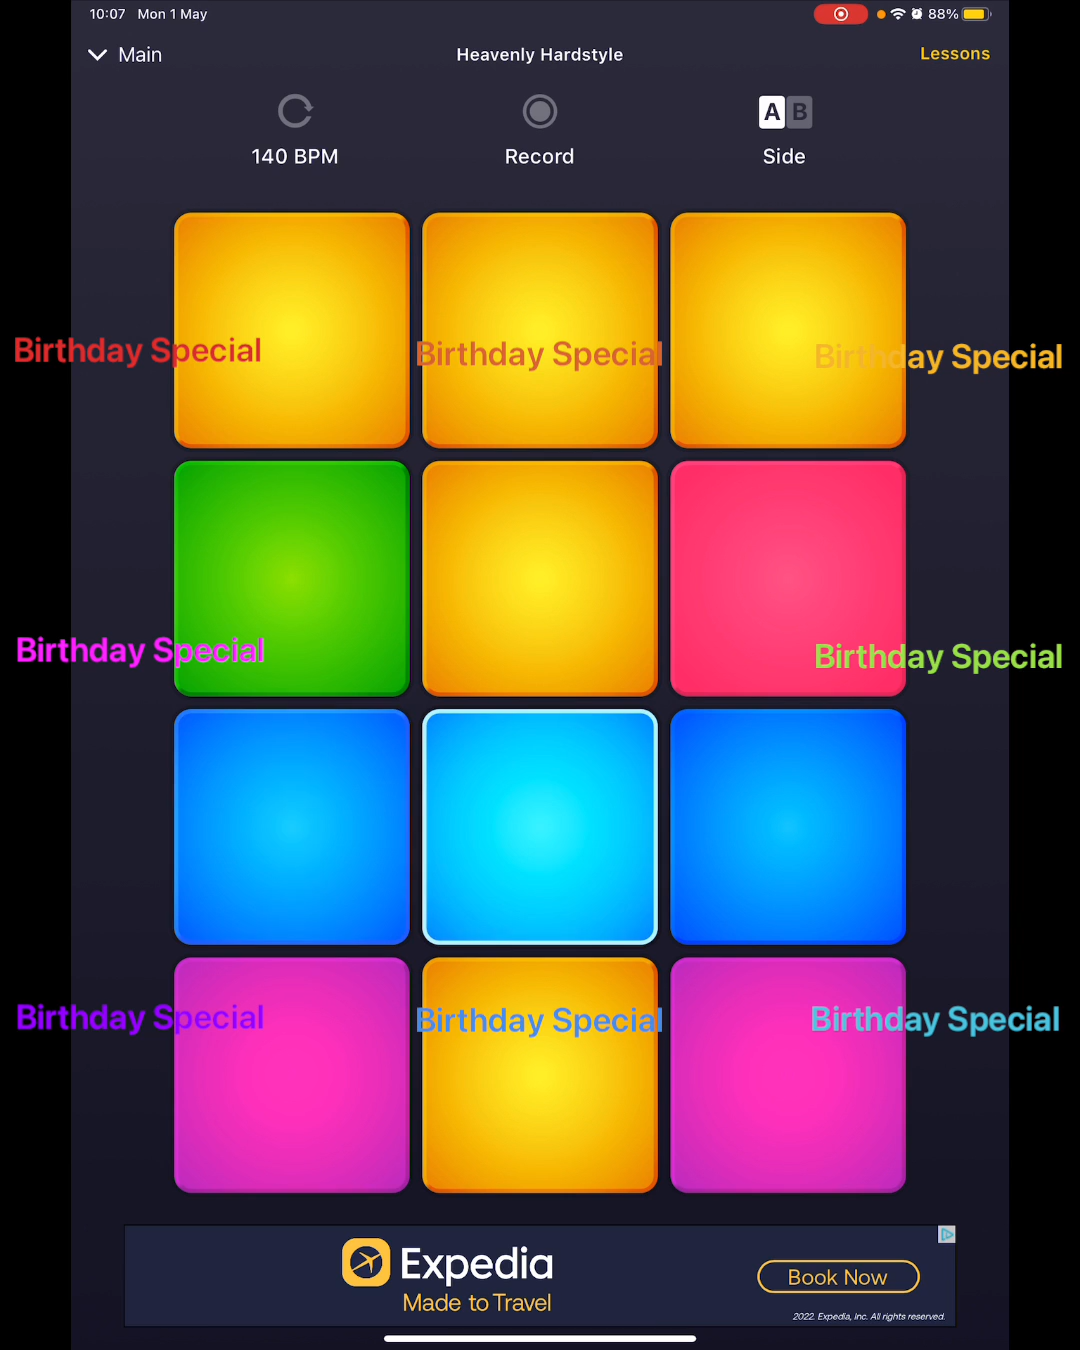 10:07 Mon 1 May
88%
Main
Heavenly Hardstyle
Lessons
A B
140 BPM
Record
Side
Birthday Special
Birthday Special
Birthday Special
Birthday Special
Birthday Special
Birthday Special
Birthday Special
Birthday Special
Expedia
Made to Travel
Book Now
2022. Expedia, Inc. All rights reserved.